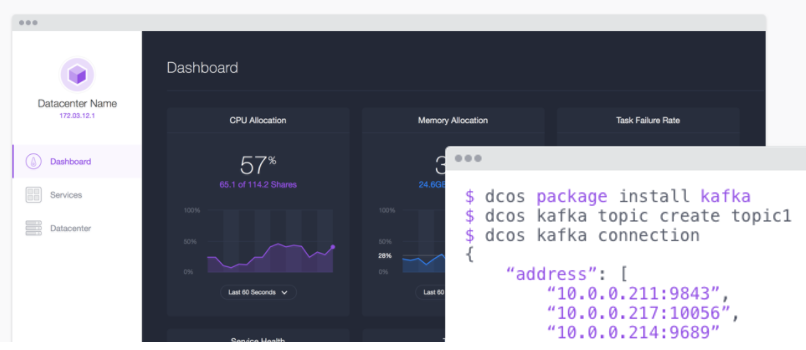 Datacenter Name
172.03.12.1
Dashboard
Services
Datacenter
Dashboard
CPU Allocation
57%
65.1 of 114.2 Shares
100%
50%
0%
Last 60 Seconds
Memory Allocation
3
24.6GB
100%
50%
28%
0%
Last 60
Task Failure Rate
Service Health
$ dcos package install kafka
$ dcos kafka topic create topic1
$ dcos kafka connection
{
“address”: [
“10.0.0.211:9843”,
“10.0.0.217:10056”,
“10.0.0.214:9689”